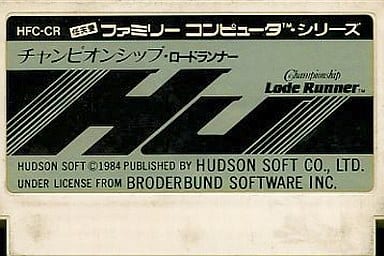 HFC-CR 任天堂 ファミリー コンピュータ™・シリーズ
チャンピオンシップ・ロードランナー
Championship
Lode Runner™
HUDSON SOFT ©1984 PUBLISHED BY HUDSON SOFT CO., LTD.
UNDER LICENSE FROM BRODERBUND SOFTWARE INC.